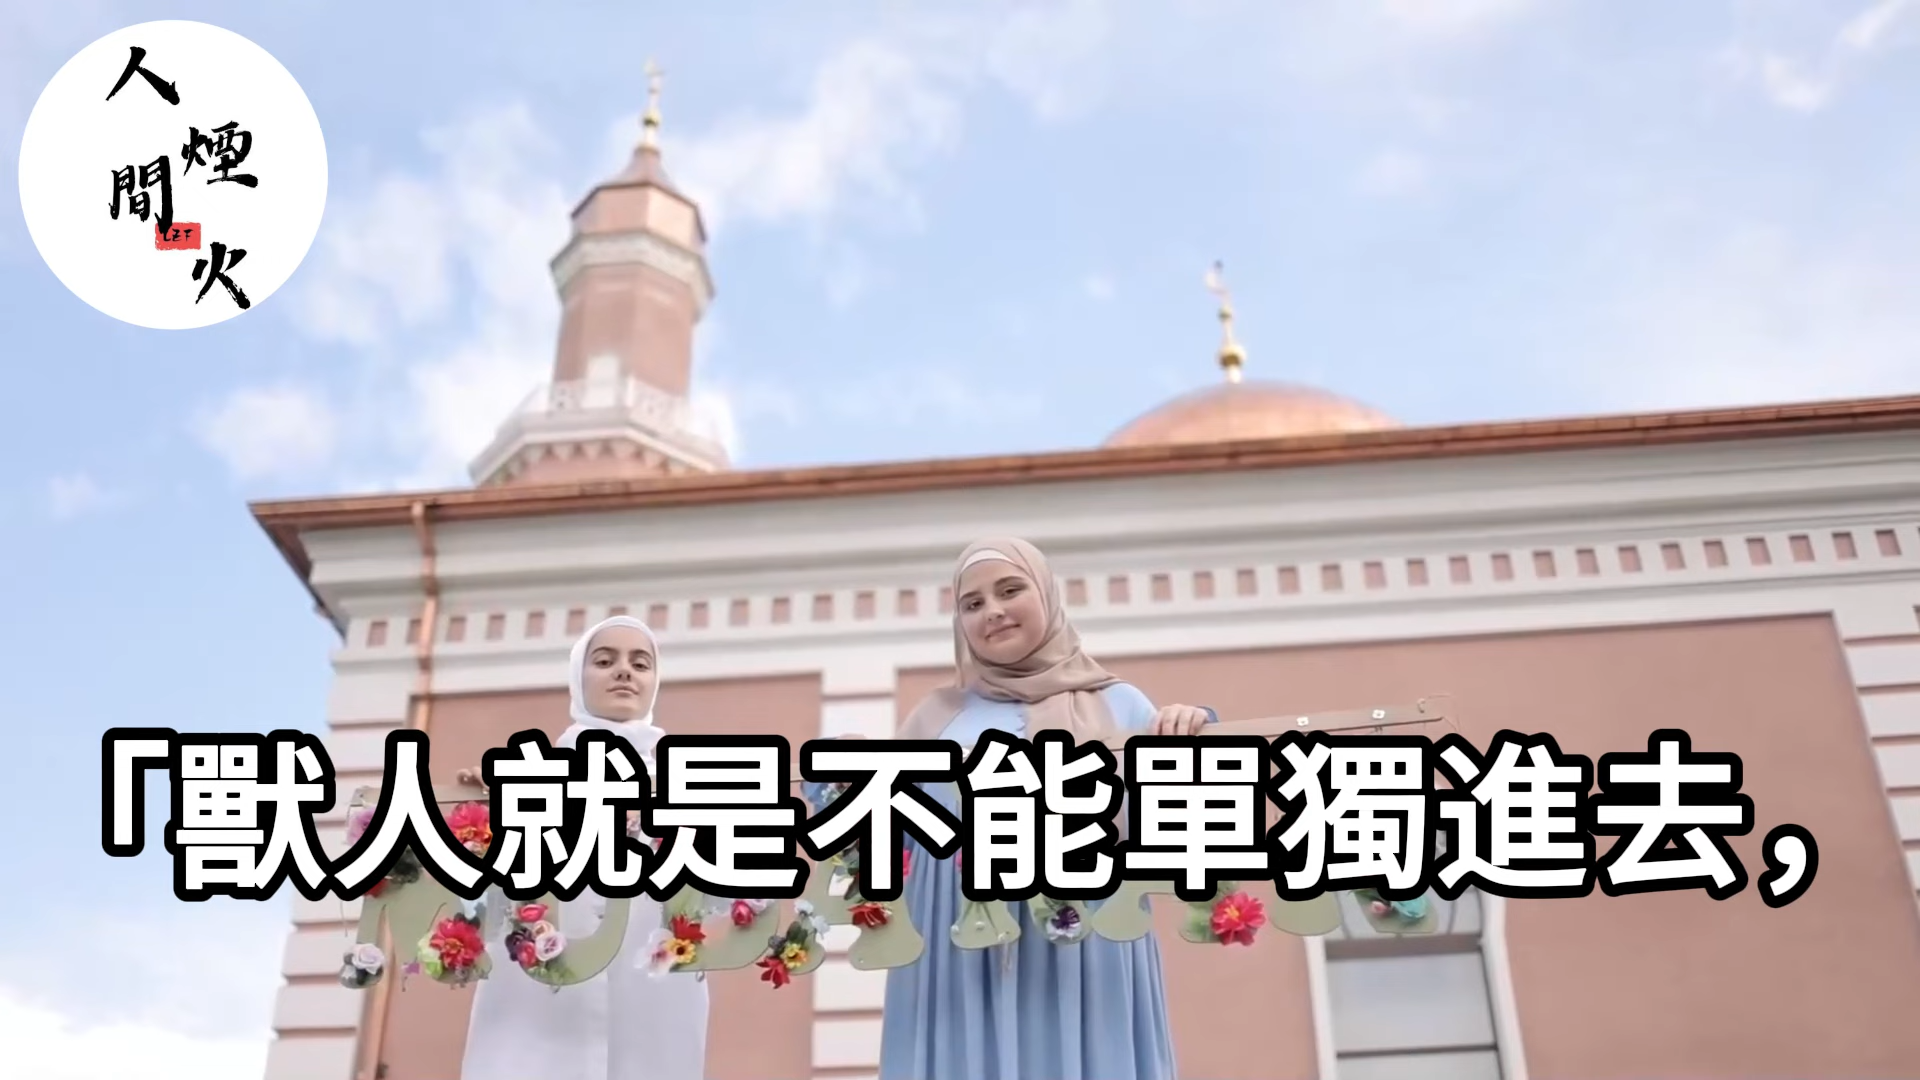 人間煙火
「獸人就是不能單獨進去，